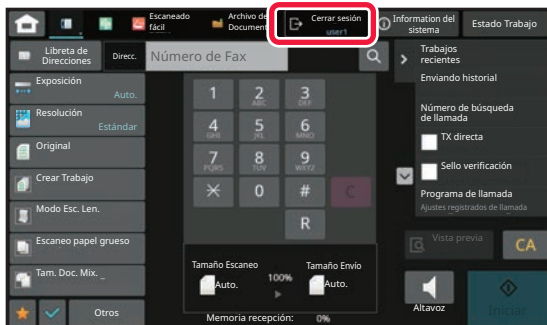 Escaneado
fácil
Archivo de
Document
Cerrar sesión
user1
Information del
sistema
Estado Trabajo
Libreta de
Direcciones
Direcc.
Número de Fax
Trabajos
recientes
Enviando historial
Número de búsqueda
de llamada
TX directa
Sello verificación
Programa de llamada
Ajustes registrados de llamada
Exposición
Auto.
Resolución
Estándar
Original
Crear Trabajo
Modo Esc. Len.
Escaneo papel grueso
Tam. Doc. Mix. _
Otros
1
2
ABC
3
DEF
4
GHI
5
JKL
6
MNO
7
PQRS
8
TUV
9
WXYZ
0
#
C
R
Tamaño Escaneo
Auto.
100%
Tamaño Envío
Auto.
Memoria recepción: 0%
Vista
previa
CA
Altavoz
Iniciar